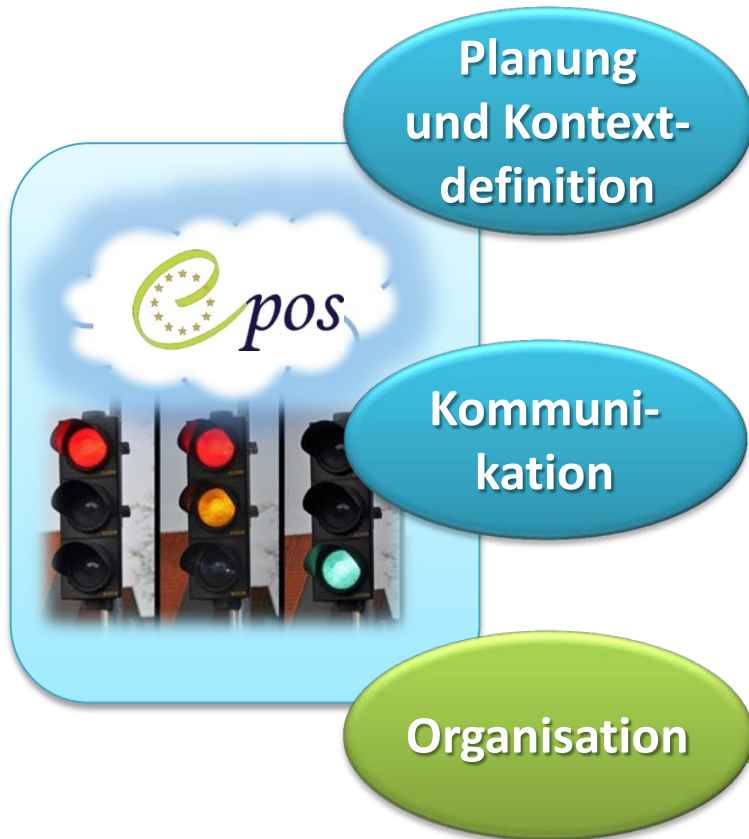 Planung
und Kontext-
definition
epos
Kommuni-
kation
Organisation